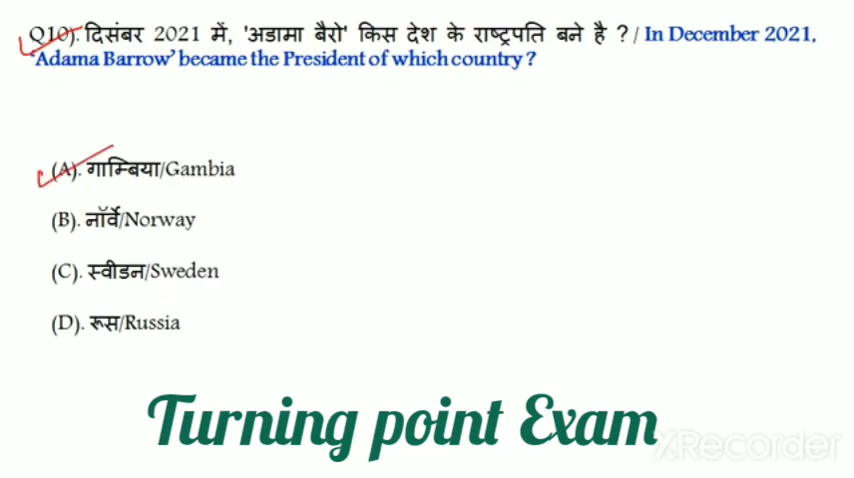 Q10). दिसंबर 2021 में, 'अडामा बैरो' किस देश के राष्ट्रपति बने है ? / In December 2021,
'Adama Barrow' became the President of which country ?
(A). गाम्बिया/Gambia
(B). नॉर्वे/Norway
(C). स्वीडन/Sweden
(D). रूस/Russia
Turning point Exam
XRecorder